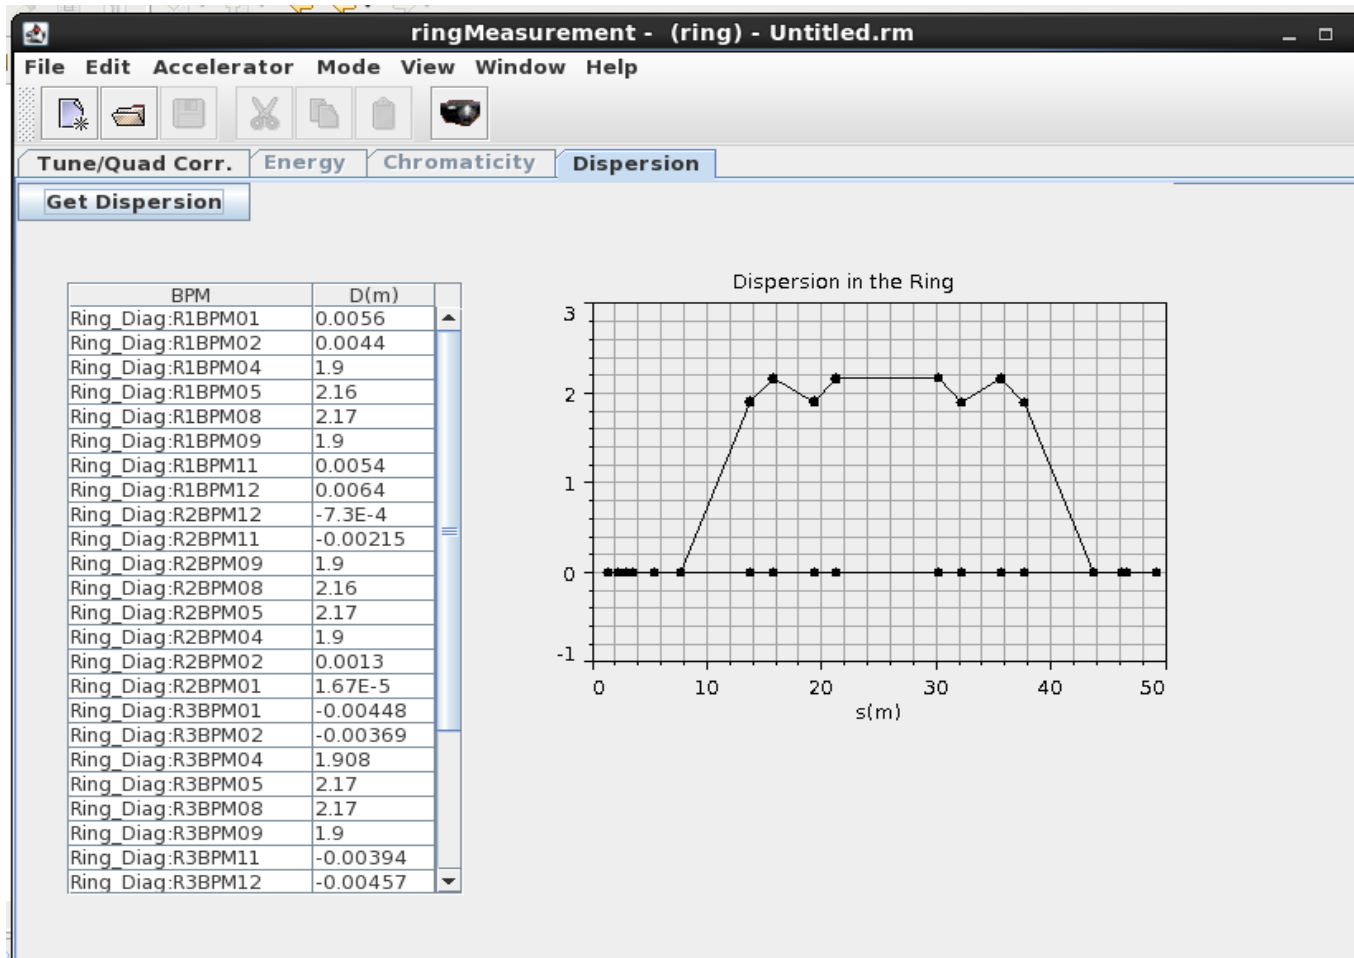 ringMeasurement - (ring) - Untitled.rm
File Edit Accelerator Mode View Window Help
Tune/Quad Corr. Energy Chromaticity Dispersion
Get Dispersion
BPM D(m)
Ring_Diag:R1BPM01 0.0056
Ring_Diag:R1BPM02 0.0044
Ring_Diag:R1BPM04 1.9
Ring_Diag:R1BPM05 2.16
Ring_Diag:R1BPM08 2.17
Ring_Diag:R1BPM09 1.9
Ring_Diag:R1BPM11 0.0054
Ring_Diag:R1BPM12 0.0064
Ring_Diag:R2BPM12 -7.3E-4
Ring_Diag:R2BPM11 -0.00215
Ring_Diag:R2BPM09 1.9
Ring_Diag:R2BPM08 2.16
Ring_Diag:R2BPM05 2.17
Ring_Diag:R2BPM04 1.9
Ring_Diag:R2BPM02 0.0013
Ring_Diag:R2BPM01 1.67E-5
Ring_Diag:R3BPM01 -0.00448
Ring_Diag:R3BPM02 -0.00369
Ring_Diag:R3BPM04 1.908
Ring_Diag:R3BPM05 2.17
Ring_Diag:R3BPM08 2.17
Ring_Diag:R3BPM09 1.9
Ring_Diag:R3BPM11 -0.00394
Ring_Diag:R3BPM12 -0.00457
Dispersion in the Ring
3
2
1
0
-1
0 10 20 30 40 50
s(m)